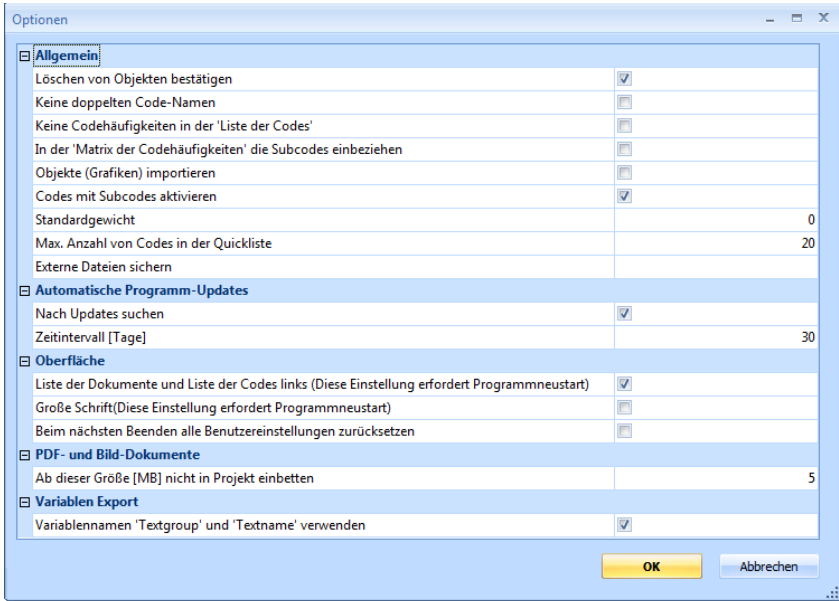 Optionen
Allgemein
Löschen von Objekten bestätigen
Keine doppelten Code-Namen
Keine Codehäufigkeiten in der 'Liste der Codes'
In der 'Matrix der Codehäufigkeiten' die Subcodes einbeziehen
Objekte (Grafiken) importieren
Codes mit Subcodes aktivieren
Standardgewicht 0
Max. Anzahl von Codes in der Quickliste 20
Externe Dateien sichern
Automatische Programm-Updates
Nach Updates suchen
Zeitintervall [Tage] 30
Oberfläche
Liste der Dokumente und Liste der Codes links (Diese Einstellung erfordert Programmneustart)
Große Schrift(Diese Einstellung erfordert Programmneustart)
Beim nächsten Beenden alle Benutzereinstellungen zurücksetzen
PDF- und Bild-Dokumente
Ab dieser Größe [MB] nicht in Projekt einbetten 5
Variablen Export
Variablennamen 'Textgroup' und 'Textname' verwenden
OK Abbrechen